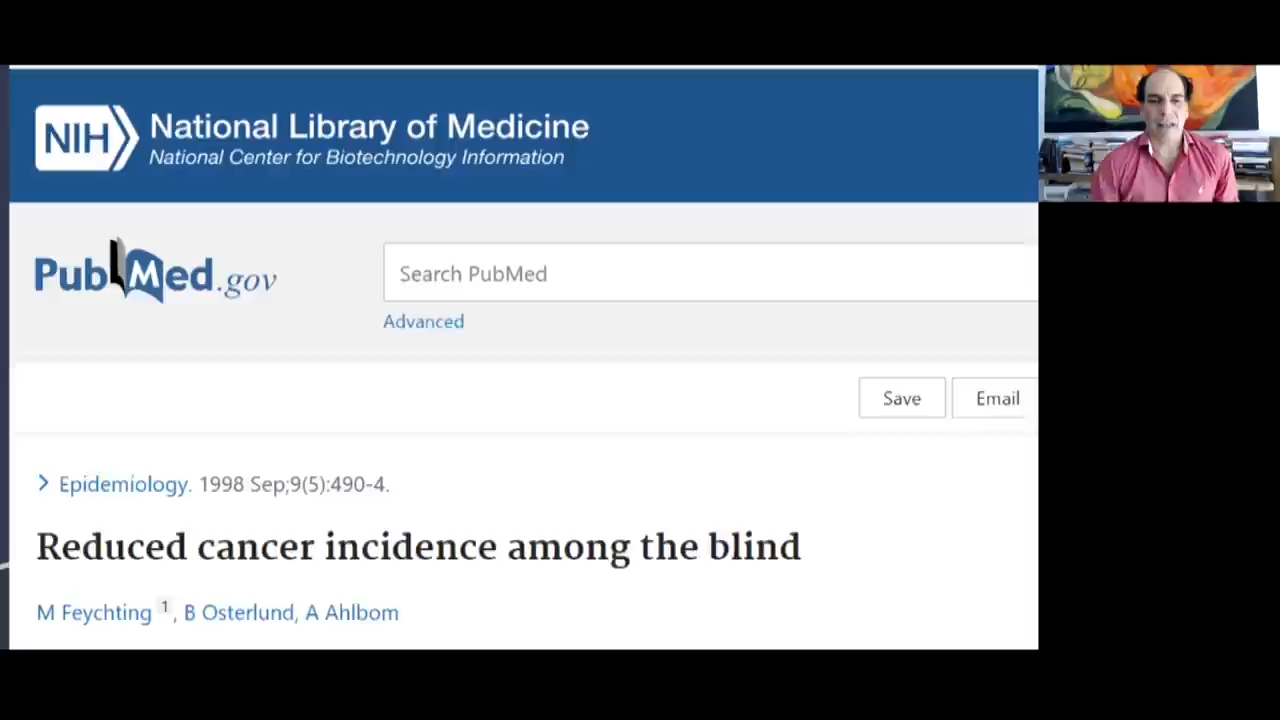 NIH
National Library of Medicine
National Center for Biotechnology Information
PubMed.gov
Search PubMed
Advanced
Save
Email
Epidemiology. 1998 Sep;9(5):490-4.
Reduced cancer incidence among the blind
M Feychting 1, B Osterlund, A Ahlbom